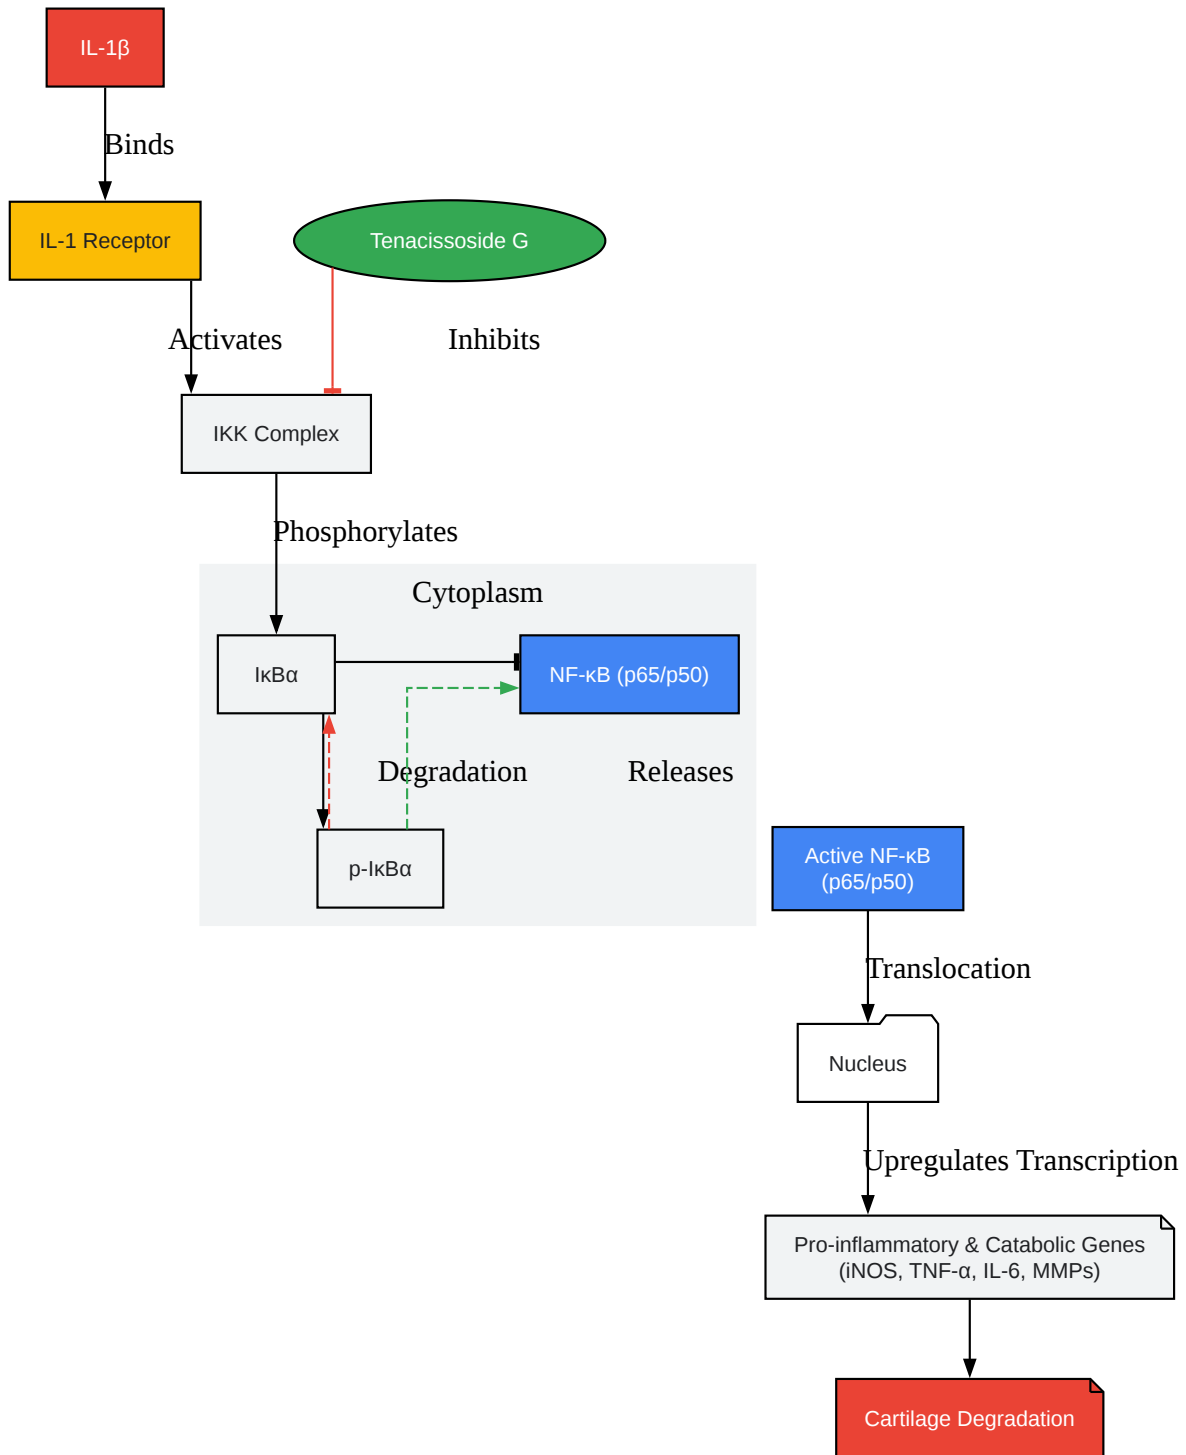 IL-1β
Binds
IL-1 Receptor
Tenacissoside G
Activates
Inhibits
IKK Complex
Phosphorylates
Cytoplasm
IκBα
NF-κB (p65/p50)
Degradation
Releases
p-IκBα
Active NF-κB
(p65/p50)
Translocation
Nucleus
Upregulates Transcription
Pro-inflammatory & Catabolic Genes
(iNOS, TNF-α, IL-6, MMPs)
Cartilage Degradation